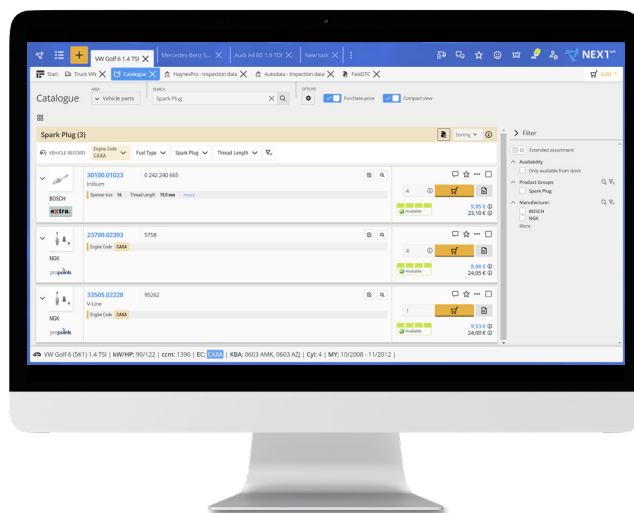 VW Golf 6 1.4 TSI
Mercedes-Benz S...
Audi A4 B5 1.9 TDI
New task
NEXT
Start
Truck VIN
Catalogue
HaynesPro - Inspection data
Autodata - Inspection data
FastDTC
0,00
Catalogue
AREA
Vehicle parts
SEARCH
Spark Plug
OPTIONS
Purchase price
Compact view
Spark Plug (3)
Sorting
Filter
VEHICLE RECORD
Engine Code
CAXA
Fuel Type
Spark Plug
Thread Length
Extended assortment
Availability
Only available from stock
Product Groups
Spark Plug
Manufacturer
BOSCH
NGK
More
30100.01023
0 242 240 665
Iridium
Spanner size 16
Thread Length 19,0 mm
more
BOSCH
extra.
4
Available
9,85 €
23,10 €
23700.02393
5758
Engine Code CAXA
NGK
propoints
4
Available
8,86 €
24,05 €
33505.02228
95262
V-Line
Engine Code CAXA
NGK
propoints
1
Available
9,53 €
24,00 €
VW Golf 6 (5K1) 1.4 TSI | kW/HP: 90/122 | ccm: 1390 | EC: CAXA | KBA: 0603 AMK, 0603 AZJ | Cyl: 4 | MY: 10/2008 - 11/2012 |